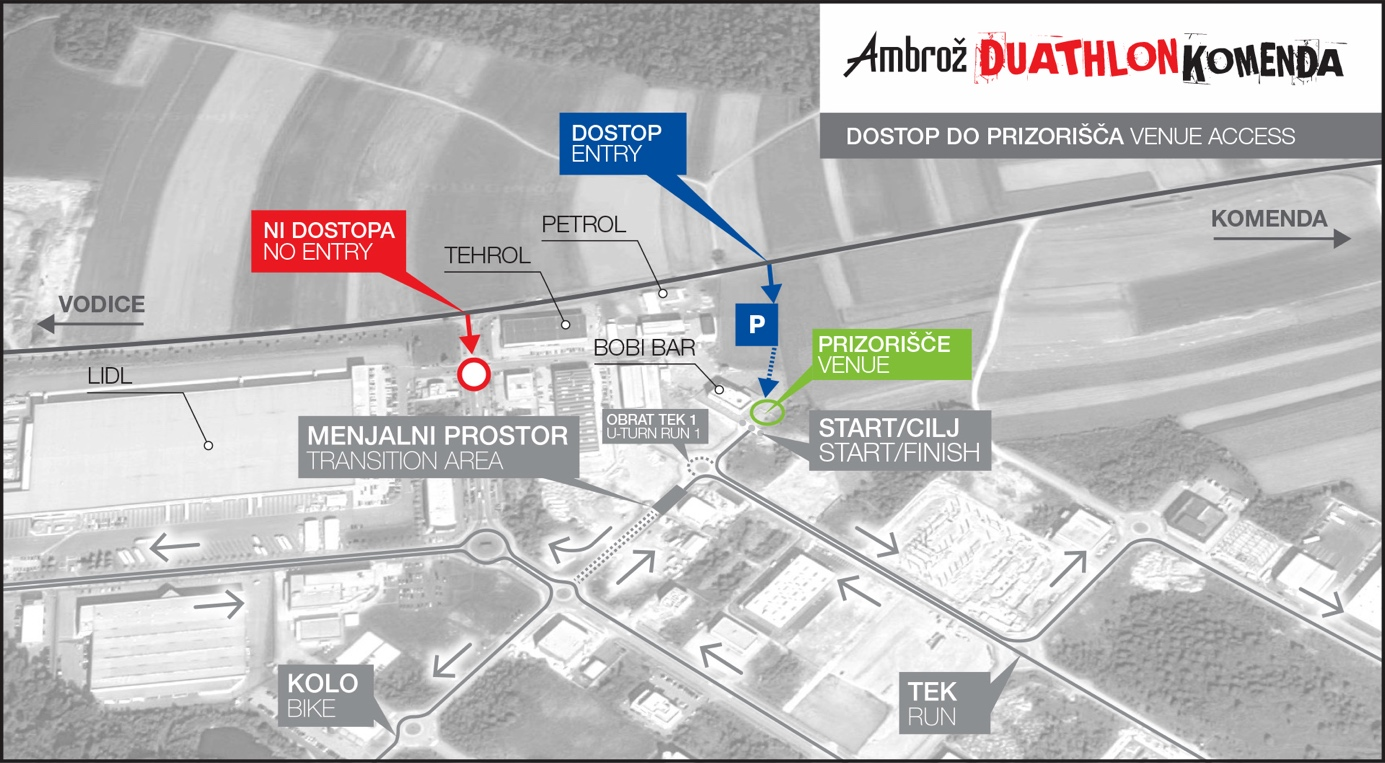 Ambrož DUATHLON KOMENDA
DOSTOP DO PRIZORIŠČA VENUE ACCESS
DOSTOP
ENTRY
NI DOSTOPA
NO ENTRY
PETROL
TEHROL
KOMENDA
VODICE
P
PRIZORIŠČE
VENUE
BOBI BAR
LIDL
OBRAT TEK 1
U-TURN RUN 1
START/CILJ
START/FINISH
MENJALNI PROSTOR
TRANSITION AREA
KOLO
BIKE
TEK
RUN